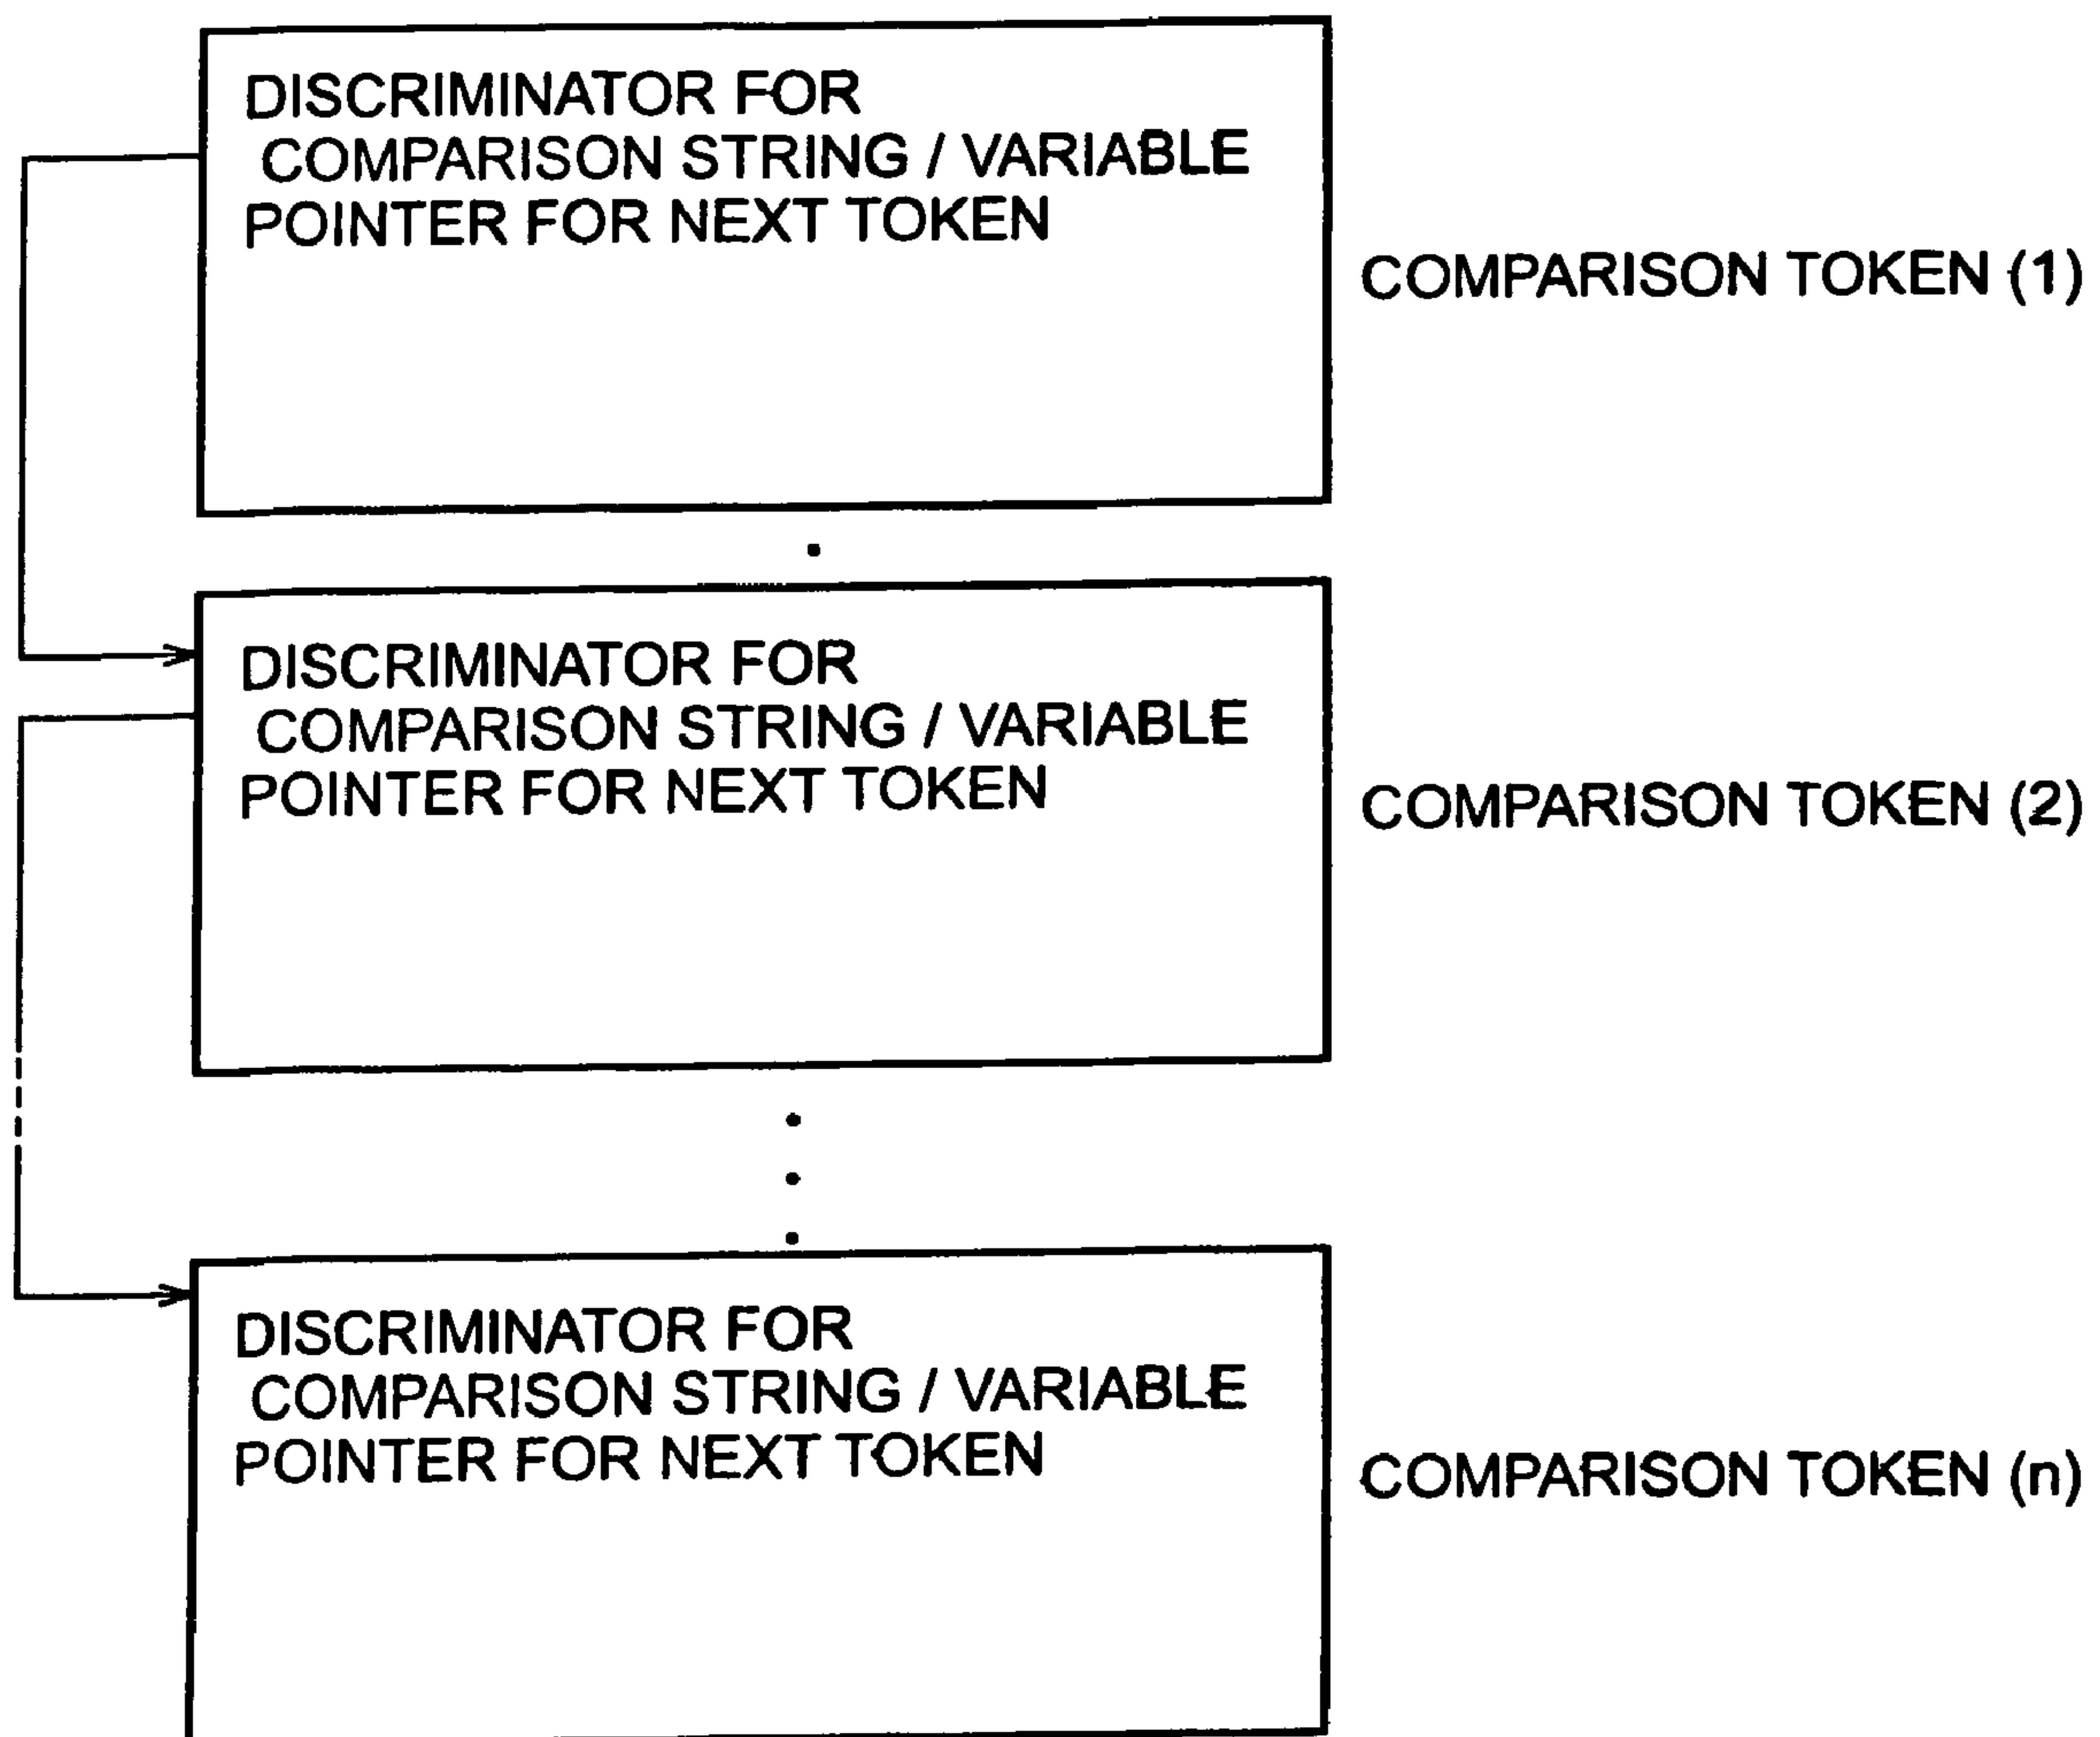 DISCRIMINATOR FOR
COMPARISON STRING / VARIABLE
POINTER FOR NEXT TOKEN
COMPARISON TOKEN (1)
DISCRIMINATOR FOR
COMPARISON STRING / VARIABLE
POINTER FOR NEXT TOKEN
COMPARISON TOKEN (2)
DISCRIMINATOR FOR
COMPARISON STRING / VARIABLE
POINTER FOR NEXT TOKEN
COMPARISON TOKEN (n)